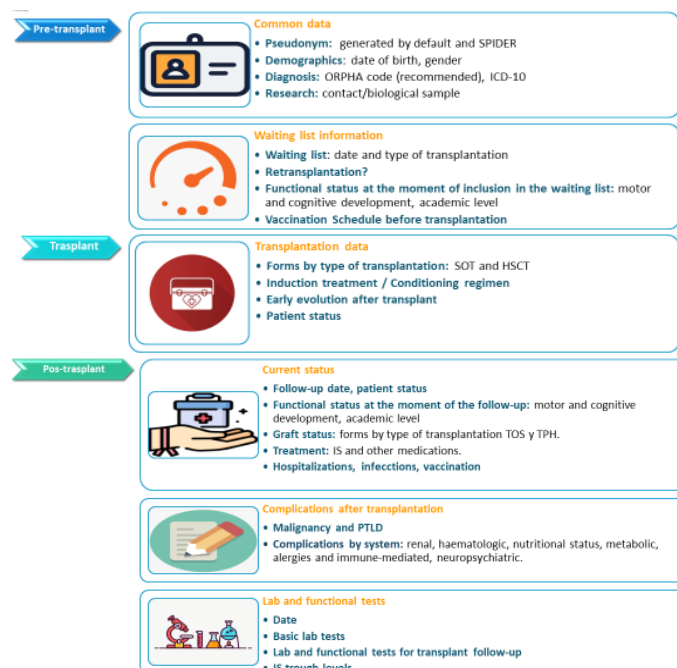 Pre-transplant
Common data
• Pseudonym: generated by default and SPIDER
• Demographics: date of birth, gender
• Diagnosis: ORPHA code (recommended), ICD-10
• Research: contact/biological sample
Waiting list information
• Waiting list: date and type of transplantation
• Retransplantation?
• Functional status at the moment of inclusion in the waiting list: motor
and cognitive development, academic level
• Vaccination Schedule before transplantation
Trasplant
Transplantation data
• Forms by type of transplantation: SOT and HSCT
• Induction treatment / Conditioning regimen
• Early evolution after transplant
• Patient status
Pos-trasplant
Current status
• Follow-up date, patient status
• Functional status at the moment of the follow-up: motor and cognitive
development, academic level
• Graft status: forms by type of transplantation TOS y TPH.
• Treatment: IS and other medications.
• Hospitalizations, infecctions, vaccination
Complications after transplantation
• Malignancy and PTLD
• Complications by system: renal, haematologic, nutritional status, metabolic,
alergies and immune-mediated, neuropsychiatric.
Lab and functional tests
• Date
• Basic lab tests
• Lab and functional tests for transplant follow-up
• IS trough levels